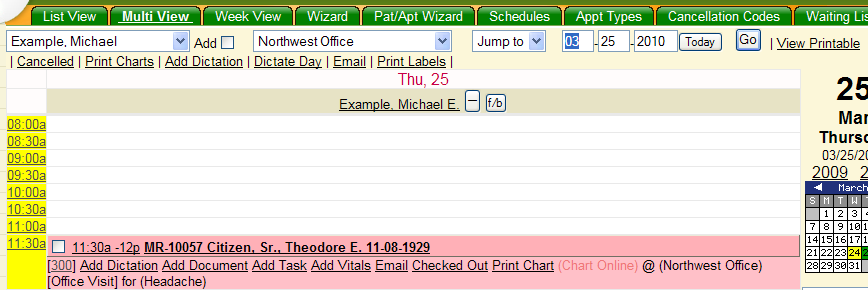 List View Multi View Week View Wizard Pat/Apt Wizard Schedules Appt Types Cancellation Codes Waiting Lis
Example, Michael Add Northwest Office Jump to 03 - 25 - 2010 Today Go | View Printable
| Cancelled | Print Charts | Add Dictation | Dictate Day | Email | Print Labels |
Thu, 25
Example, Michael E. — f/b
08:00a
08:30a
09:00a
09:30a
10:00a
10:30a
11:00a
11:30a 11:30a -12p MR-10057 Citizen, Sr., Theodore E. 11-08-1929
[300] Add Dictation Add Document Add Task Add Vitals Email Checked Out Print Chart (Chart Online) @ (Northwest Office)
[Office Visit] for (Headache)
25
Mar
Thursd
03/25/20
2009 2
March
S M T W T
1 2 3 4
7 8 9 10
14 15 16 17
21 22 23 24
28 29 30 31